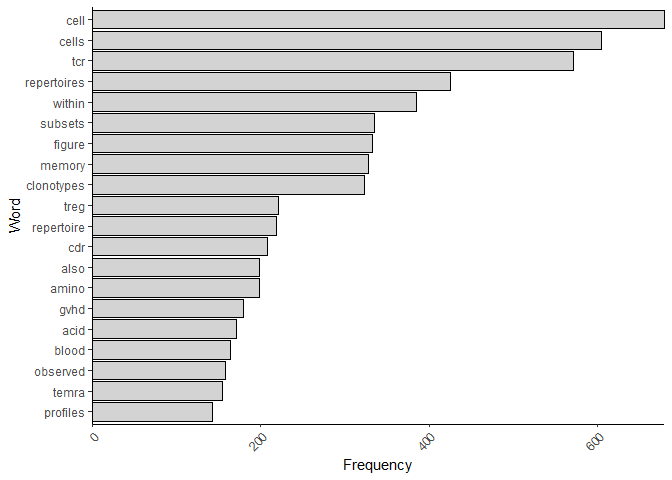 cell
cells
tcr
repertoires
within
subsets
figure
memory
clonotypes
treg
repertoire
cdr
also
amino
gvhd
acid
blood
observed
temra
profiles
Word
0 200 400 600
Frequency